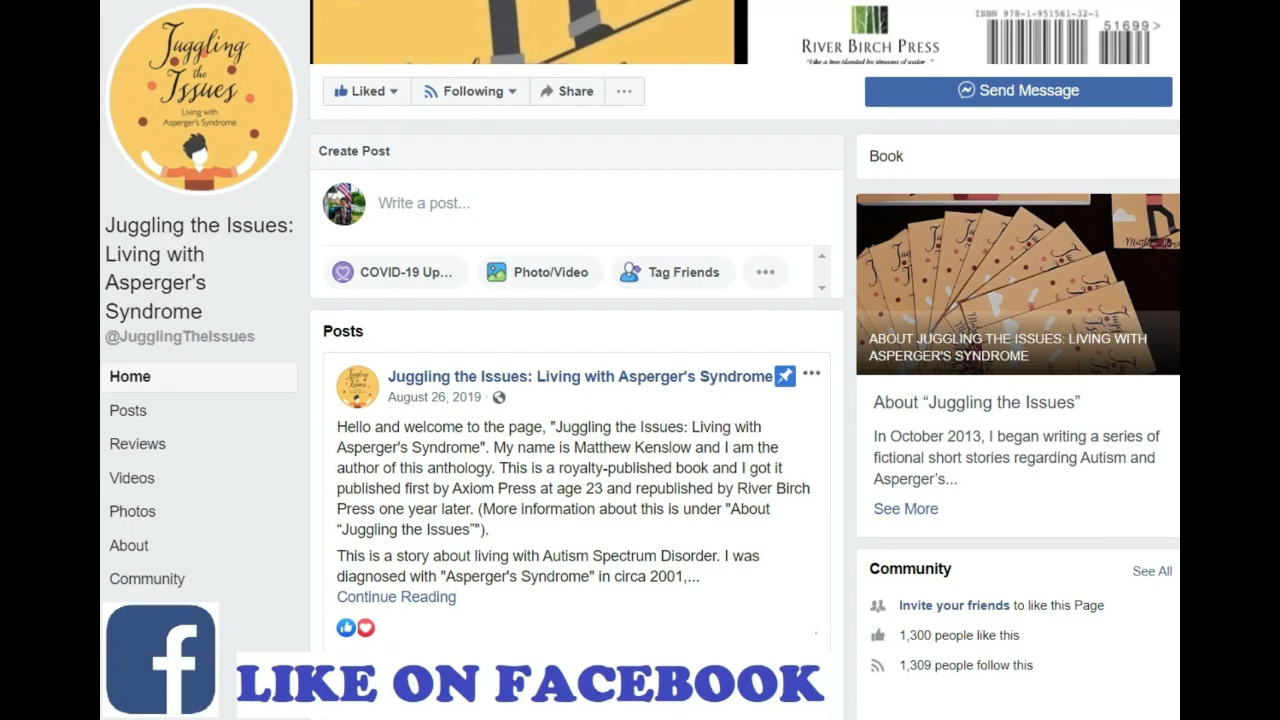 Juggling
the
Issues
Living with
Asperger's Syndrome
Juggling the Issues:
Living with
Asperger's
Syndrome
@JugglingTheIssues
Home
Posts
Reviews
Videos
Photos
About
Community
RIVER BIRCH PRESS
"Like a tree planted by streams of water..."
ISBN 978-1-951561-32-1
51699>
Liked
Following
Share
Send Message
Create Post
Write a post...
COVID-19 Up...
Photo/Video
Tag Friends
Posts
Juggling the Issues: Living with Asperger's Syndrome
August 26, 2019 ·
Hello and welcome to the page, "Juggling the Issues: Living with
Asperger's Syndrome". My name is Matthew Kenslow and I am the
author of this anthology. This is a royalty-published book and I got it
published first by Axiom Press at age 23 and republished by River Birch
Press one year later. (More information about this is under "About
“Juggling the Issues”").
This is a story about living with Autism Spectrum Disorder. I was
diagnosed with "Asperger's Syndrome" in circa 2001,...
Continue Reading
Book
ABOUT JUGGLING THE ISSUES: LIVING WITH
ASPERGER'S SYNDROME
About “Juggling the Issues”
In October 2013, I began writing a series of
fictional short stories regarding Autism and
Asperger’s...
See More
Community
See All
Invite your friends to like this Page
1,300 people like this
1,309 people follow this
f
LIKE ON FACEBOOK